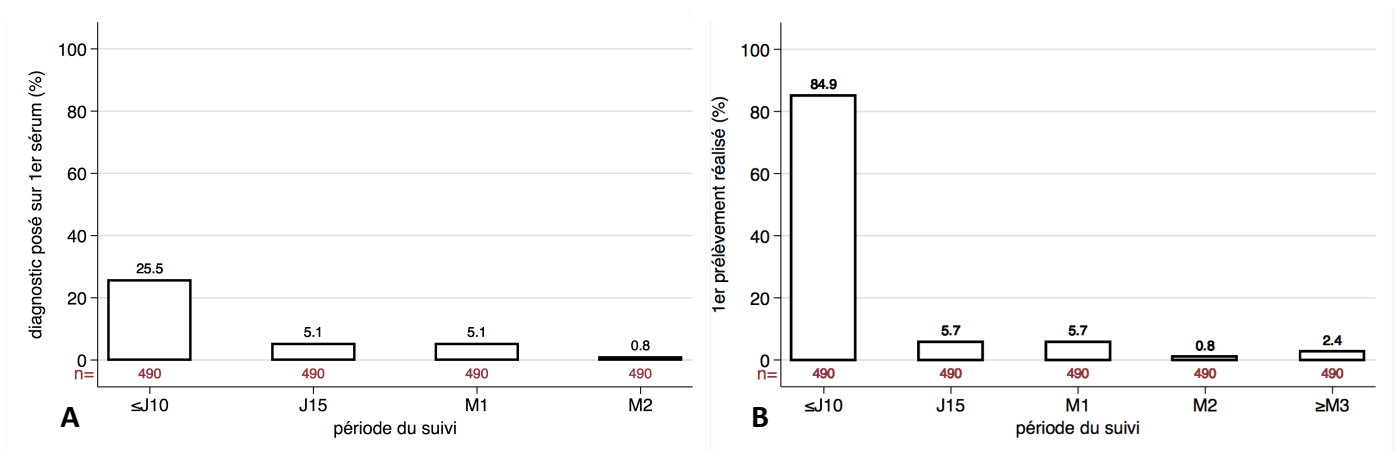 diagnostic posé sur 1er sérum (%)
100
80
60
40
20
0
25.5
5.1
5.1
0.8
n= 490 490 490 490
≤J10 J15 M1 M2
A
période du suivi
1er prélèvement réalisé (%)
100
80
60
40
20
0
84.9
5.7
5.7
0.8
2.4
n= 490 490 490 490 490
≤J10 J15 M1 M2 ≥M3
B
période du suivi